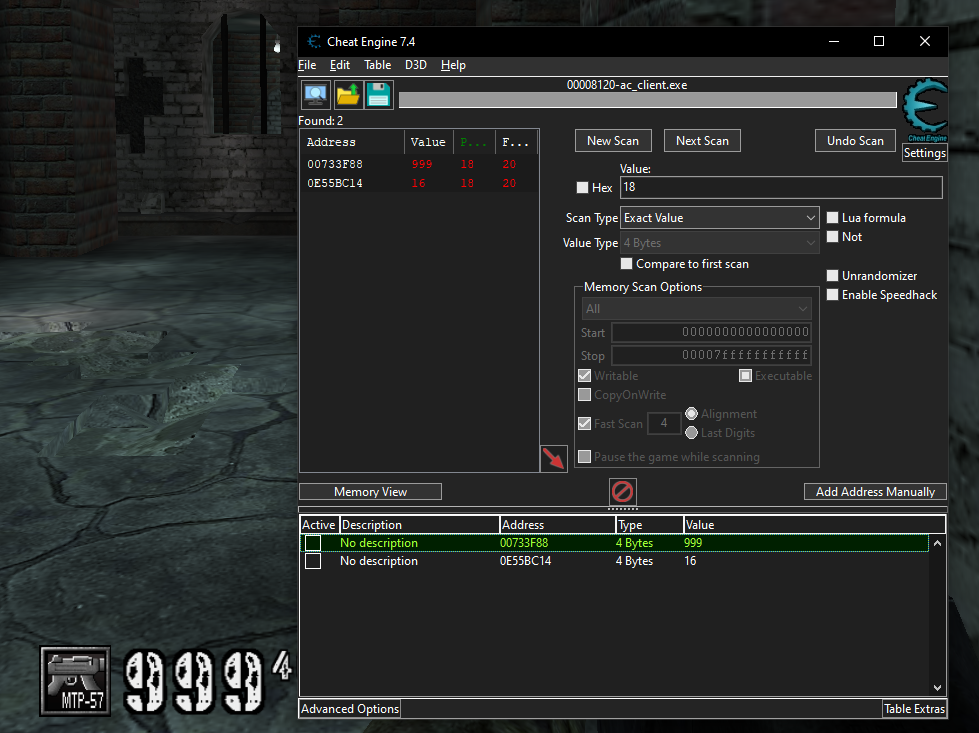 Cheat Engine 7.4
File Edit Table D3D Help
00008120-ac_client.exe
Found: 2
Cheat Engine
Settings
Address Value P... F...
00733F88 999 18 20
0E55BC14 16 18 20
New Scan Next Scan Undo Scan
Value:
Hex 18
Scan Type Exact Value
Value Type 4 Bytes
Compare to first scan
Lua formula
Not
Unrandomizer
Enable Speedhack
Memory Scan Options
All
Start 0000000000000000
Stop 00007fffffffffff
Writable Executable
CopyOnWrite
Fast Scan 4 Alignment
Last Digits
Pause the game while scanning
Memory View Add Address Manually
Active Description Address Type Value
No description 00733F88 4 Bytes 999
No description 0E55BC14 4 Bytes 16
Advanced Options Table Extras
MTP-57 999 4